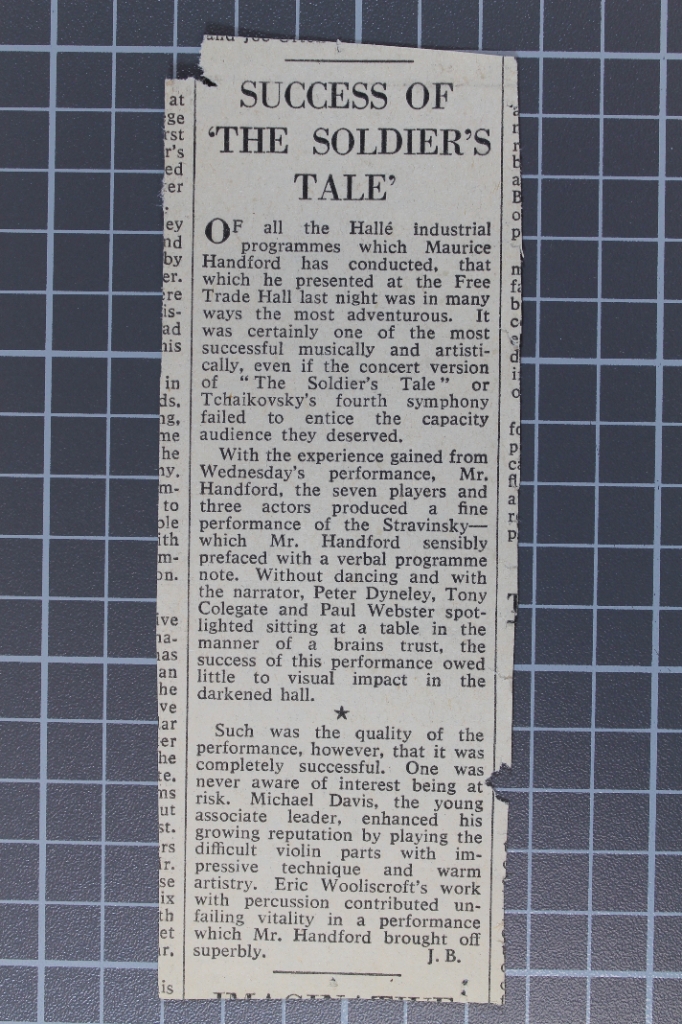 SUCCESS OF
‘THE SOLDIER'S
TALE’
OF all the Hallé industrial
programmes which Maurice
Handford has conducted, that
which he presented at the Free
Trade Hall last night was in many
ways the most adventurous. It
was certainly one of the most
successful musically and artisti-
cally, even if the concert version
of “The Soldier's Tale” or
Tchaikovsky's fourth symphony
failed to entice the capacity
audience they deserved.
With the experience gained from
Wednesday's performance, Mr.
Handford, the seven players and
three actors produced a fine
performance of the Stravinsky—
which Mr. Handford sensibly
prefaced with a verbal programme
note. Without dancing and with
the narrator, Peter Dyneley, Tony
Colegate and Paul Webster spot-
lighted sitting at a table in the
manner of a brains trust, the
success of this performance owed
little to visual impact in the
darkened hall.
★
Such was the quality of the
performance, however, that it was
completely successful. One was
never aware of interest being at
risk. Michael Davis, the young
associate leader, enhanced his
growing reputation by playing the
difficult violin parts with im-
pressive technique and warm
artistry. Eric Wooliscroft's work
with percussion contributed un-
failing vitality in a performance
which Mr. Handford brought off
superbly. J. B.